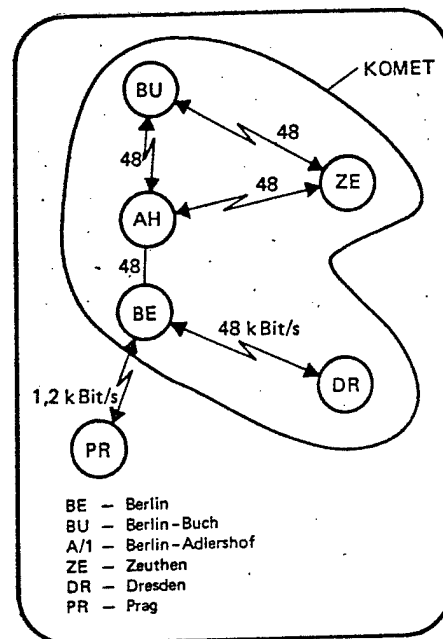 KOMET
BU
48
48
48
ZE
AH
48
BE
48 k Bit/s
DR
1,2 k Bit/s
PR
BE – Berlin
BU – Berlin-Buch
A/1 – Berlin-Adlershof
ZE – Zeuthen
DR – Dresden
PR – Prag